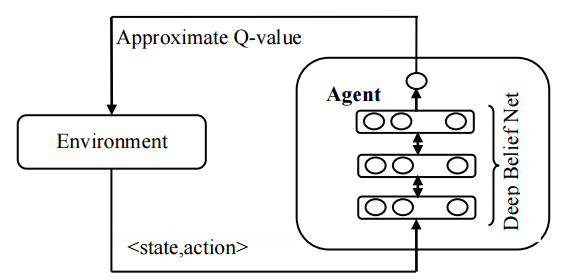 Approximate Q-value
Agent
Environment
Deep Belief Net
<state,action>